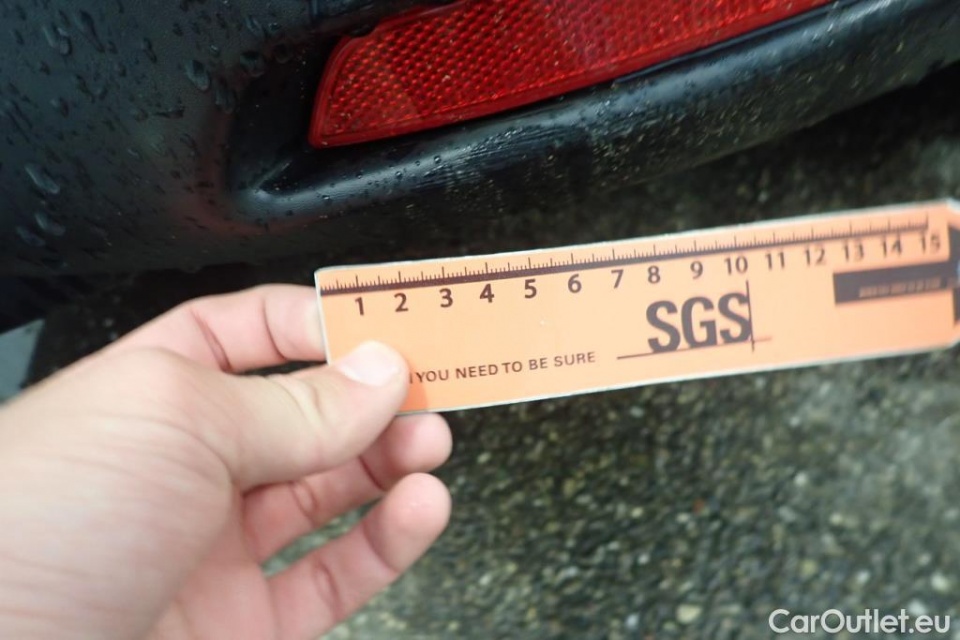 1 2 3 4 5 6 7 8 9 10 11 12 13 14 15
SGS
YOU NEED TO BE SURE
CarOutlet.eu